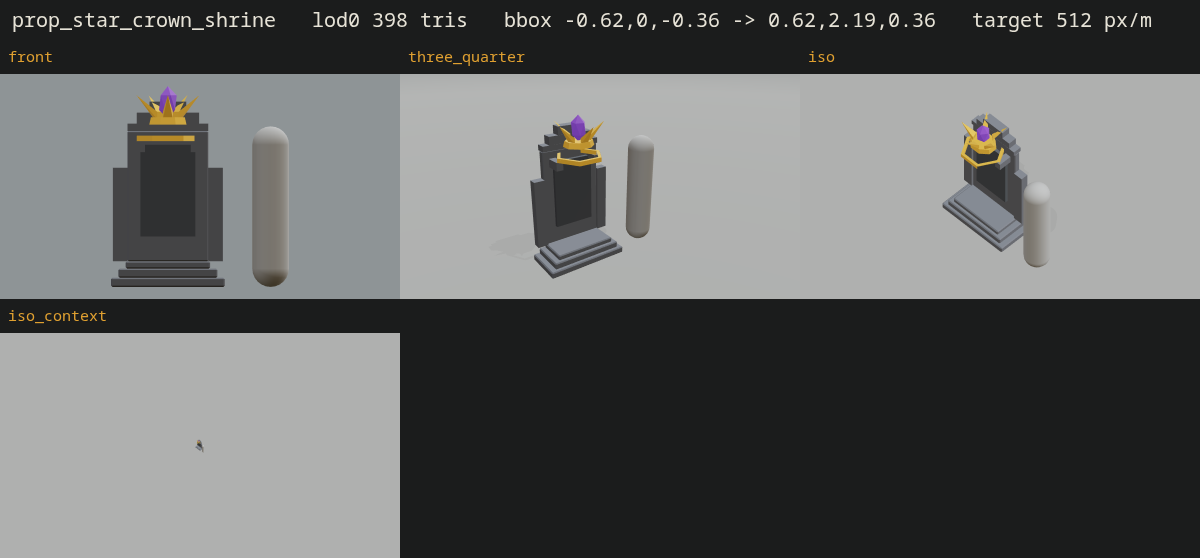 prop_star_crown_shrine lod0 398 tris bbox -0.62,0,-0.36 -> 0.62,2.19,0.36 target 512 px/m
front three_quarter iso
iso_context